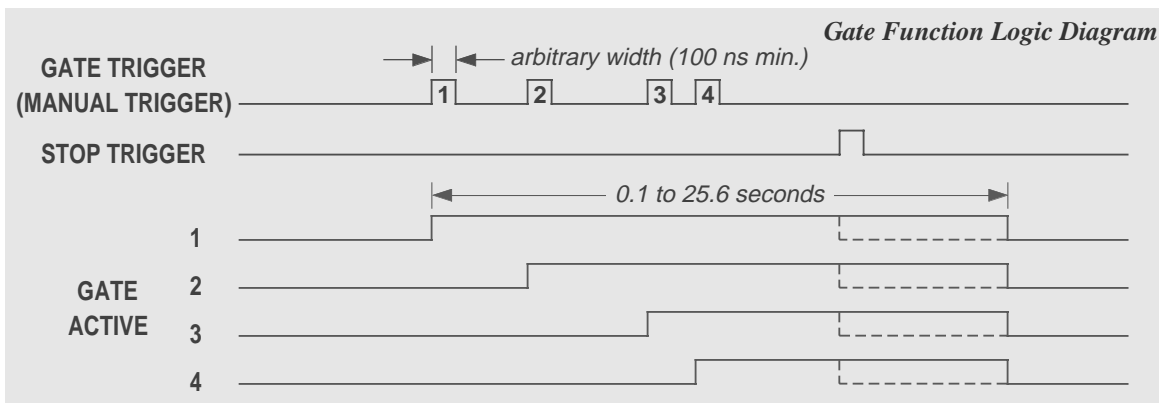 Gate Function Logic Diagram
arbitrary width (100 ns min.)
GATE TRIGGER
(MANUAL TRIGGER)
1 2 3 4
STOP TRIGGER
0.1 to 25.6 seconds
1
GATE 2
ACTIVE 3
4